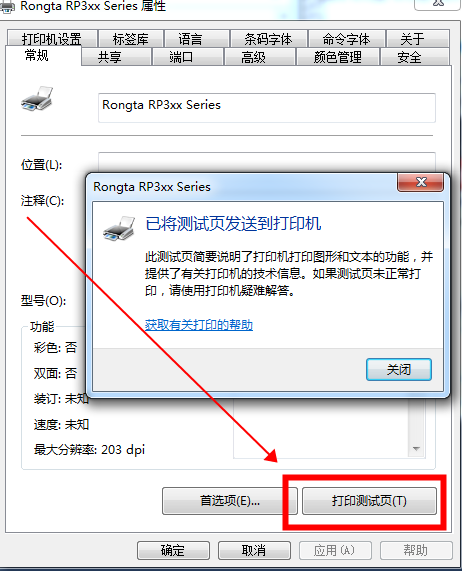 Rongta RP3xx Series 属性
打印机设置 标签库 语言 条码字体 命令字体 关于
常规 共享 端口 高级 颜色管理 安全
Rongta RP3xx Series
位置(L):
注释(C):
Rongta RP3xx Series
已将测试页发送到打印机
此测试页简要说明了打印机打印图形和文本的功能，并
提供了有关打印机的技术信息。如果测试页未正常打
印，请使用打印机疑难解答。
获取有关打印的帮助
关闭
型号(O):
功能
彩色: 否
双面: 否
装订: 未知
速度: 未知
最大分辨率: 203 dpi
首选项(E)... 打印测试页(T)
确定 取消 应用(A) 帮助